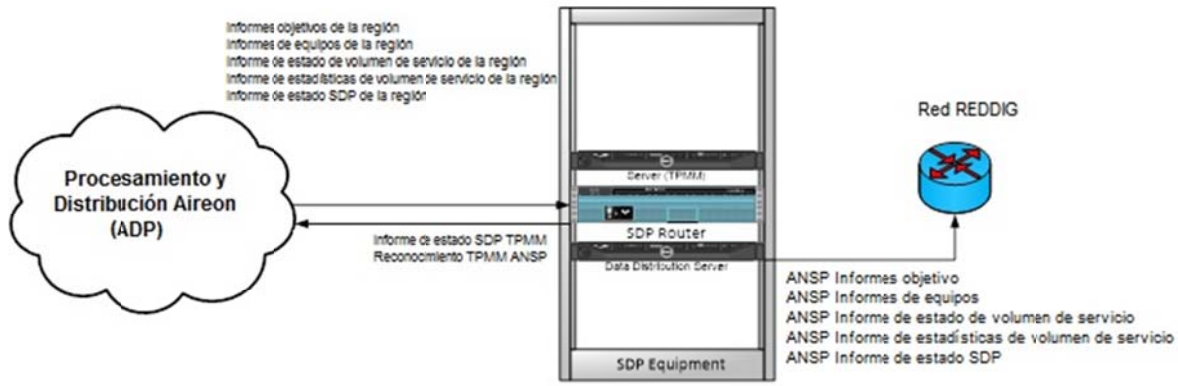 Informes objetivos de la región
Informes de equipos de la región
Informe de estado de volumen de sevicio de la región
Informe de estadísticas de volumen de servicio de la región
Informe de estado SDP de la región
Procesamiento y
Distribución Aireon
(ADP)
Informe de estado SDP TPMM
Reconocimiento TPMM ANSP
Server (TPMM)
SDP Router
Data Distribution Server
SDP Equipment
Red REDDIG
ANSP Informes objetivo
ANSP Informes de equipos
ANSP Informe de estado de volumen de servicio
ANSP Informe de estadísticas de volumen de servicio
ANSP Informe de estado SDP